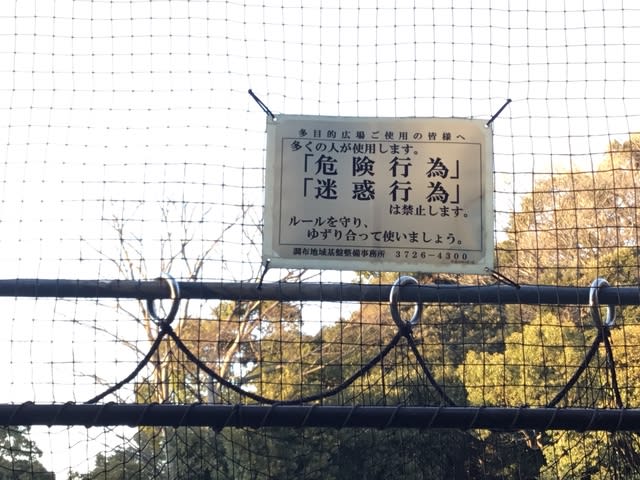 多目的広場ご使用の皆様へ
多くの人が使用します。
「危険行為」
「迷惑行為」
は禁止します。
ルールを守り、
ゆずり合って使いましょう。
調布地域基盤整備事務所 3726-4300